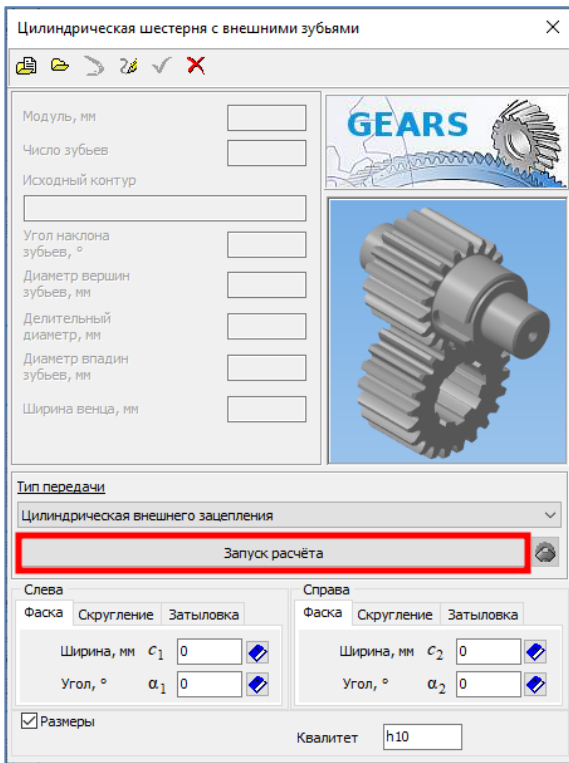 Цилиндрическая шестерня с внешними зубьями
Модуль, мм
Число зубьев
Исходный контур
Угол наклона
зубьев, °
Диаметр вершин
зубьев, мм
Делительный
диаметр, мм
Диаметр впадин
зубьев, мм
Ширина венца, мм
GEARS
Тип передачи
Цилиндрическая внешнего зацепления
Запуск расчёта
Слева
Фаска Скругление Затыловка
Ширина, мм c1 0
Угол, ° α1 0
Справа
Фаска Скругление Затыловка
Ширина, мм c2 0
Угол, ° α2 0
Размеры
Квалитет h10